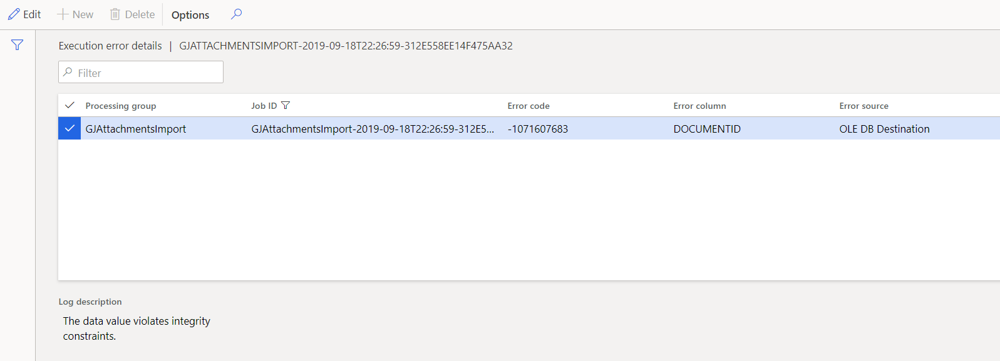 Edit New Delete Options
Execution error details | GJATTACHMENTSIMPORT-2019-09-18T22:26:59-312E558EE14F475AA32
Filter
Processing group Job ID Error code Error column Error source
GJAttachmentsImport GJAttachmentsImport-2019-09-18T22:26:59-312E5... -1071607683 DOCUMENTID OLE DB Destination
Log description
The data value violates integrity
constraints.